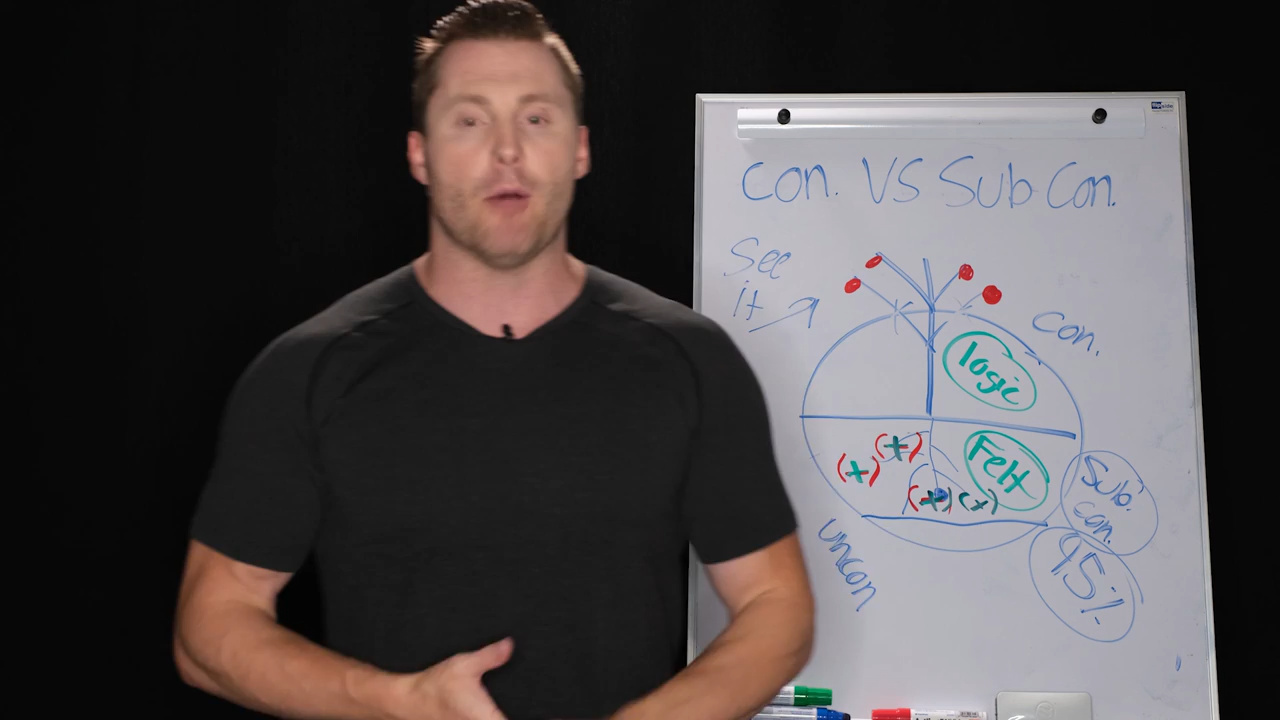 Con. VS Sub Con.
See
it
Con.
logic
Felt
(+) (+)
(+) (+)
Sub.
con.
95%
uncon